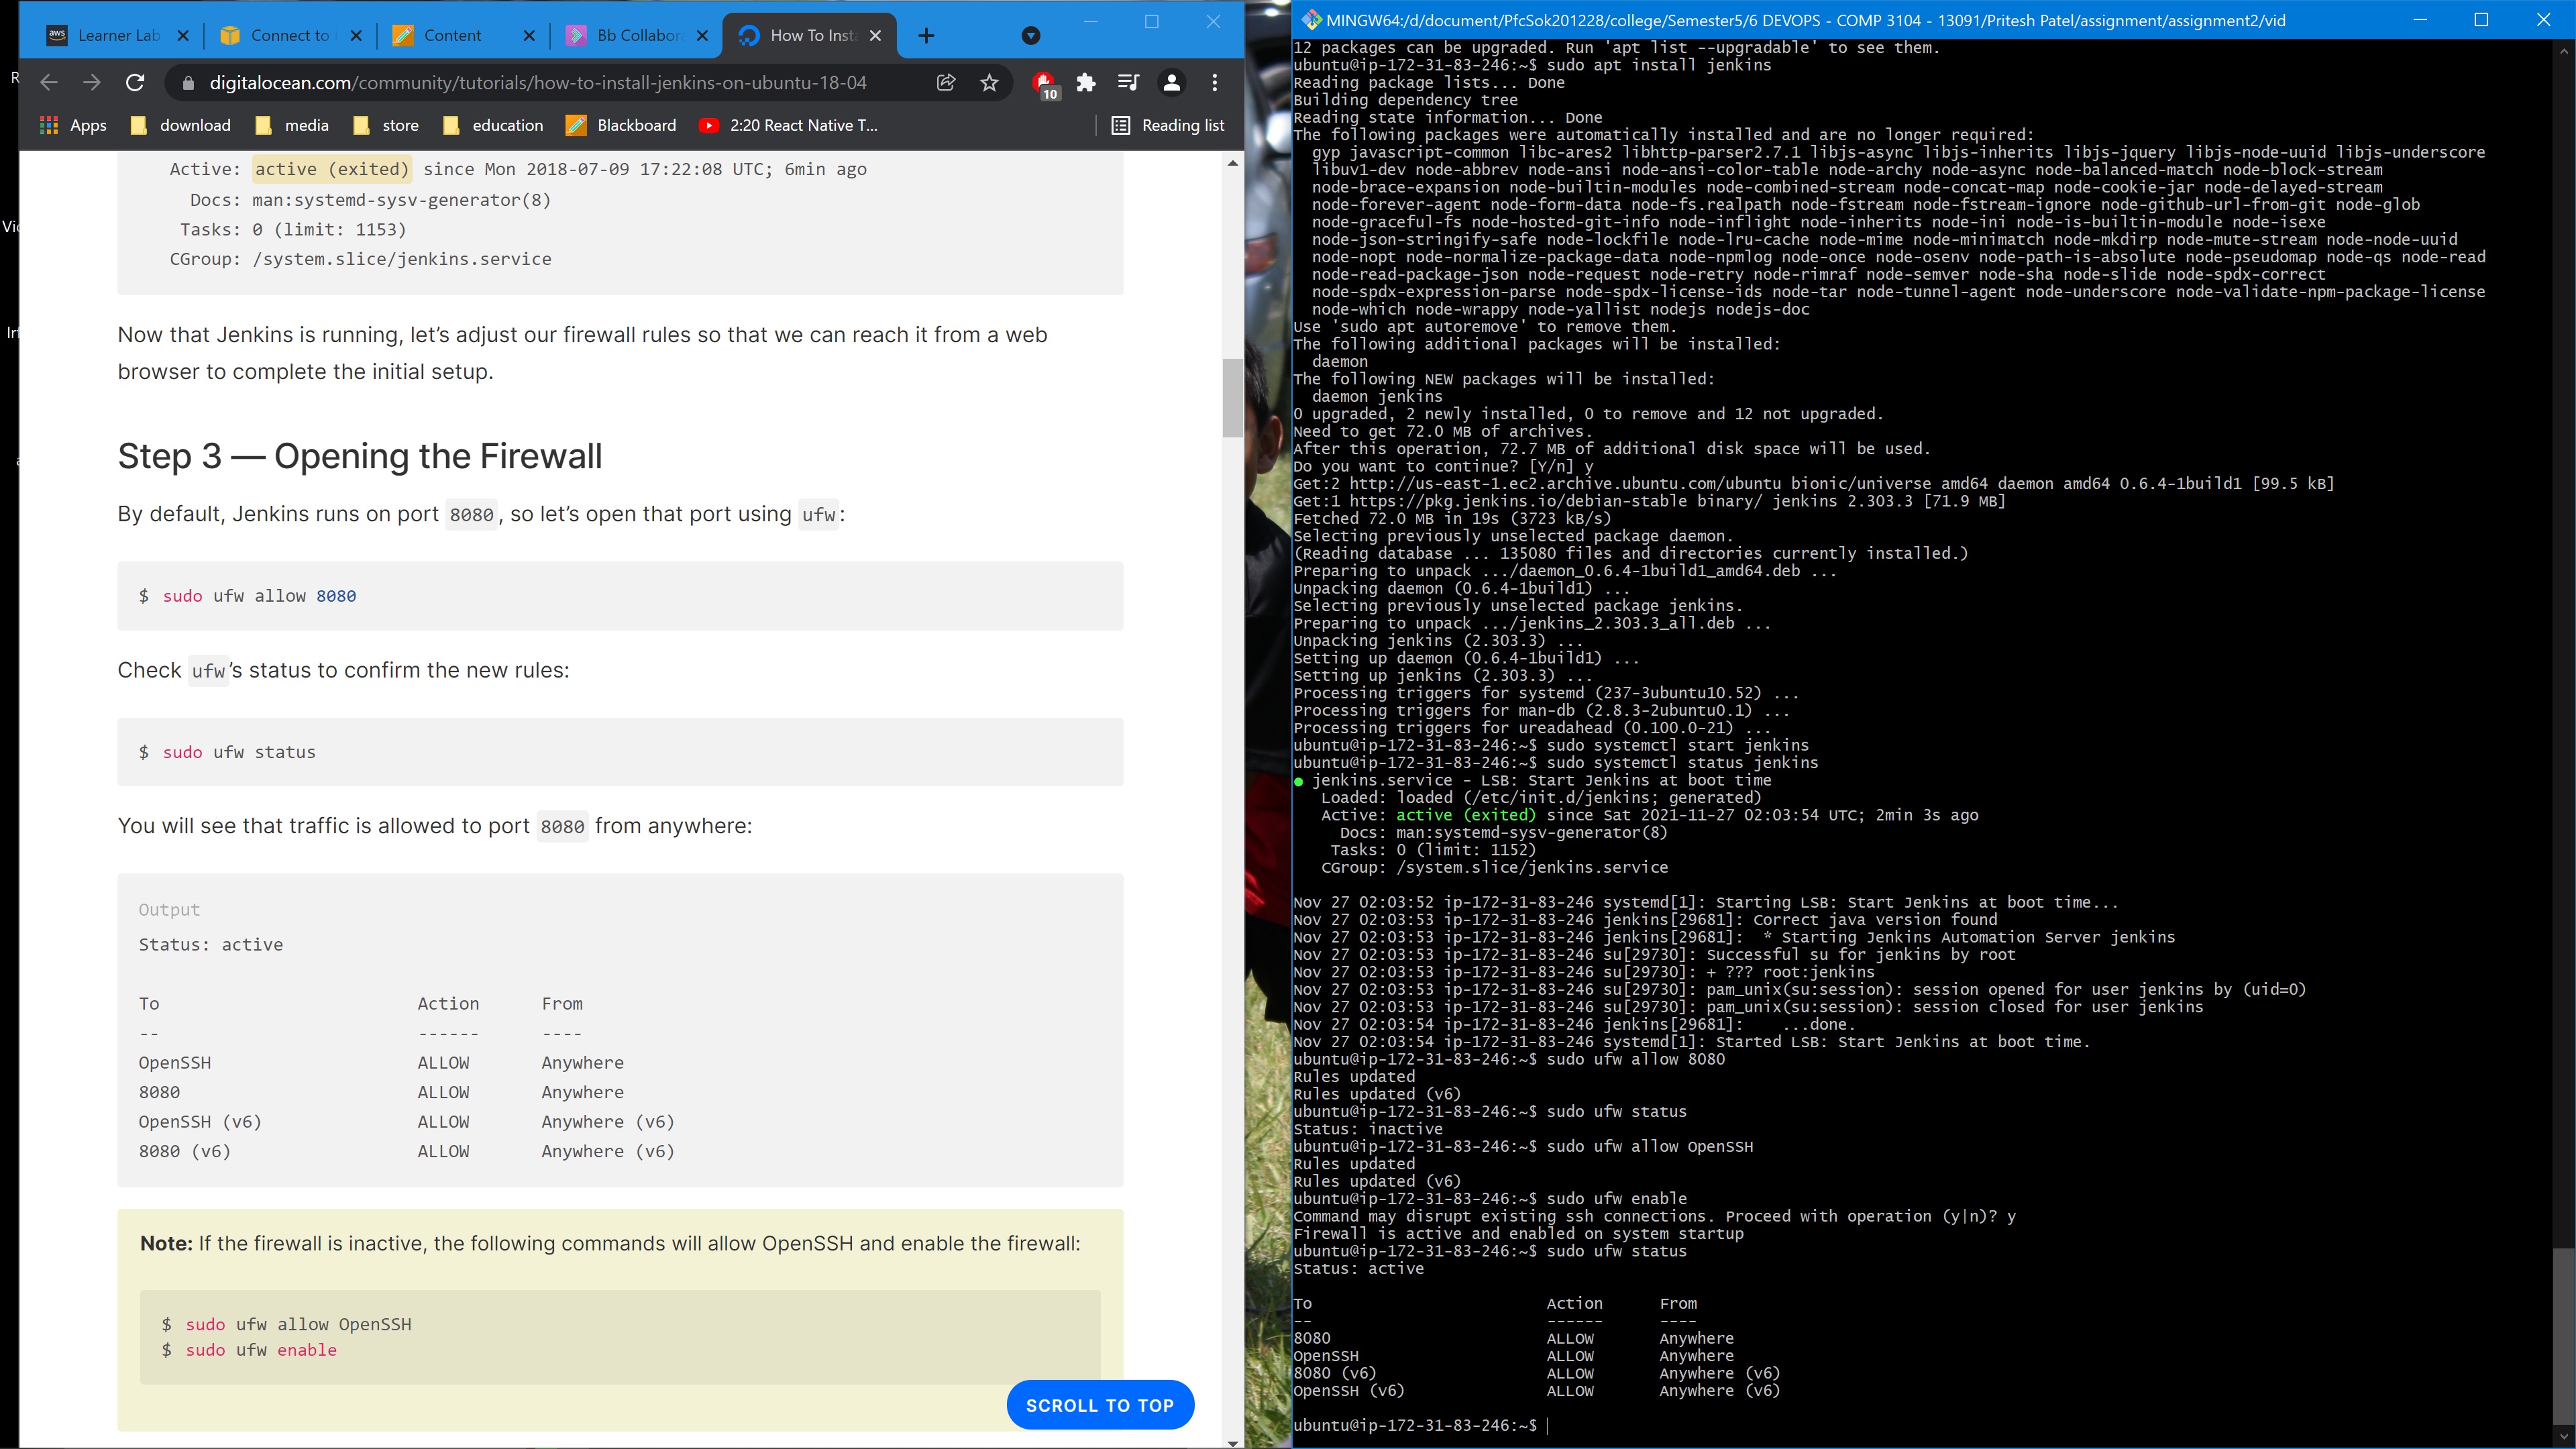 Learner Lab
Connect to
Content
Bb Collabor
How To Inst
digitalocean.com/community/tutorials/how-to-install-jenkins-on-ubuntu-18-04
10
Apps
download
media
store
education
Blackboard
2:20 React Native T...
Reading list
Active: active (exited) since Mon 2018-07-09 17:22:08 UTC; 6min ago
Docs: man:systemd-sysv-generator(8)
Tasks: 0 (limit: 1153)
CGroup: /system.slice/jenkins.service
Now that Jenkins is running, let’s adjust our firewall rules so that we can reach it from a web
browser to complete the initial setup.
Step 3 — Opening the Firewall
By default, Jenkins runs on port 8080, so let’s open that port using ufw:
$ sudo ufw allow 8080
Check ufw’s status to confirm the new rules:
$ sudo ufw status
You will see that traffic is allowed to port 8080 from anywhere:
Output
Status: active
To Action From
-- ------ ----
OpenSSH ALLOW Anywhere
8080 ALLOW Anywhere
OpenSSH (v6) ALLOW Anywhere (v6)
8080 (v6) ALLOW Anywhere (v6)
Note: If the firewall is inactive, the following commands will allow OpenSSH and enable the firewall:
$ sudo ufw allow OpenSSH
$ sudo ufw enable
SCROLL TO TOP
MINGW64:/d/document/PfcSok201228/college/Semester5/6 DEVOPS - COMP 3104 - 13091/Pritesh Patel/assignment/assignment2/vid
12 packages can be upgraded. Run 'apt list --upgradable' to see them.
ubuntu@ip-172-31-83-246:~$ sudo apt install jenkins
Reading package lists... Done
Building dependency tree
Reading state information... Done
The following packages were automatically installed and are no longer required:
gyp javascript-common libc-ares2 libhttp-parser2.7.1 libjs-async libjs-inherits libjs-jquery libjs-node-uuid libjs-underscore
libuv1-dev node-abbrev node-ansi node-ansi-color-table node-archy node-async node-balanced-match node-block-stream
node-brace-expansion node-builtin-modules node-combined-stream node-concat-map node-cookie-jar node-delayed-stream
node-forever-agent node-form-data node-fs.realpath node-fstream node-fstream-ignore node-github-url-from-git node-glob
node-graceful-fs node-hosted-git-info node-inflight node-inherits node-ini node-is-builtin-module node-isexe
node-json-stringify-safe node-lockfile node-lru-cache node-mime node-minimatch node-mkdirp node-mute-stream node-node-uuid
node-nopt node-normalize-package-data node-npmlog node-once node-osenv node-path-is-absolute node-pseudomap node-qs node-read
node-read-package-json node-request node-retry node-rimraf node-semver node-sha node-slide node-spdx-correct
node-spdx-expression-parse node-spdx-license-ids node-tar node-tunnel-agent node-underscore node-validate-npm-package-license
node-which node-wrappy node-yallist nodejs nodejs-doc
Use 'sudo apt autoremove' to remove them.
The following additional packages will be installed:
daemon
The following NEW packages will be installed:
daemon jenkins
0 upgraded, 2 newly installed, 0 to remove and 12 not upgraded.
Need to get 72.0 MB of archives.
After this operation, 72.7 MB of additional disk space will be used.
Do you want to continue? [Y/n] y
Get:2 http://us-east-1.ec2.archive.ubuntu.com/ubuntu bionic/universe amd64 daemon amd64 0.6.4-1build1 [99.5 kB]
Get:1 https://pkg.jenkins.io/debian-stable binary/ jenkins 2.303.3 [71.9 MB]
Fetched 72.0 MB in 19s (3723 kB/s)
Selecting previously unselected package daemon.
(Reading database ... 135080 files and directories currently installed.)
Preparing to unpack .../daemon_0.6.4-1build1_amd64.deb ...
Unpacking daemon (0.6.4-1build1) ...
Selecting previously unselected package jenkins.
Preparing to unpack .../jenkins_2.303.3_all.deb ...
Unpacking jenkins (2.303.3) ...
Setting up daemon (0.6.4-1build1) ...
Setting up jenkins (2.303.3) ...
Processing triggers for systemd (237-3ubuntu10.52) ...
Processing triggers for man-db (2.8.3-2ubuntu0.1) ...
Processing triggers for ureadahead (0.100.0-21) ...
ubuntu@ip-172-31-83-246:~$ sudo systemctl start jenkins
ubuntu@ip-172-31-83-246:~$ sudo systemctl status jenkins
● jenkins.service - LSB: Start Jenkins at boot time
Loaded: loaded (/etc/init.d/jenkins; generated)
Active: active (exited) since Sat 2021-11-27 02:03:54 UTC; 2min 3s ago
Docs: man:systemd-sysv-generator(8)
Tasks: 0 (limit: 1152)
CGroup: /system.slice/jenkins.service
Nov 27 02:03:52 ip-172-31-83-246 systemd[1]: Starting LSB: Start Jenkins at boot time...
Nov 27 02:03:53 ip-172-31-83-246 jenkins[29681]: Correct java version found
Nov 27 02:03:53 ip-172-31-83-246 jenkins[29681]: * Starting Jenkins Automation Server jenkins
Nov 27 02:03:53 ip-172-31-83-246 su[29730]: Successful su for jenkins by root
Nov 27 02:03:53 ip-172-31-83-246 su[29730]: + ??? root:jenkins
Nov 27 02:03:53 ip-172-31-83-246 su[29730]: pam_unix(su:session): session opened for user jenkins by (uid=0)
Nov 27 02:03:53 ip-172-31-83-246 su[29730]: pam_unix(su:session): session closed for user jenkins
Nov 27 02:03:54 ip-172-31-83-246 jenkins[29681]: ...done.
Nov 27 02:03:54 ip-172-31-83-246 systemd[1]: Started LSB: Start Jenkins at boot time.
ubuntu@ip-172-31-83-246:~$ sudo ufw allow 8080
Rules updated
Rules updated (v6)
ubuntu@ip-172-31-83-246:~$ sudo ufw status
Status: inactive
ubuntu@ip-172-31-83-246:~$ sudo ufw allow OpenSSH
Rules updated
Rules updated (v6)
ubuntu@ip-172-31-83-246:~$ sudo ufw enable
Command may disrupt existing ssh connections. Proceed with operation (y|n)? y
Firewall is active and enabled on system startup
ubuntu@ip-172-31-83-246:~$ sudo ufw status
Status: active
To Action From
-- ------ ----
8080 ALLOW Anywhere
OpenSSH ALLOW Anywhere
8080 (v6) ALLOW Anywhere (v6)
OpenSSH (v6) ALLOW Anywhere (v6)
ubuntu@ip-172-31-83-246:~$